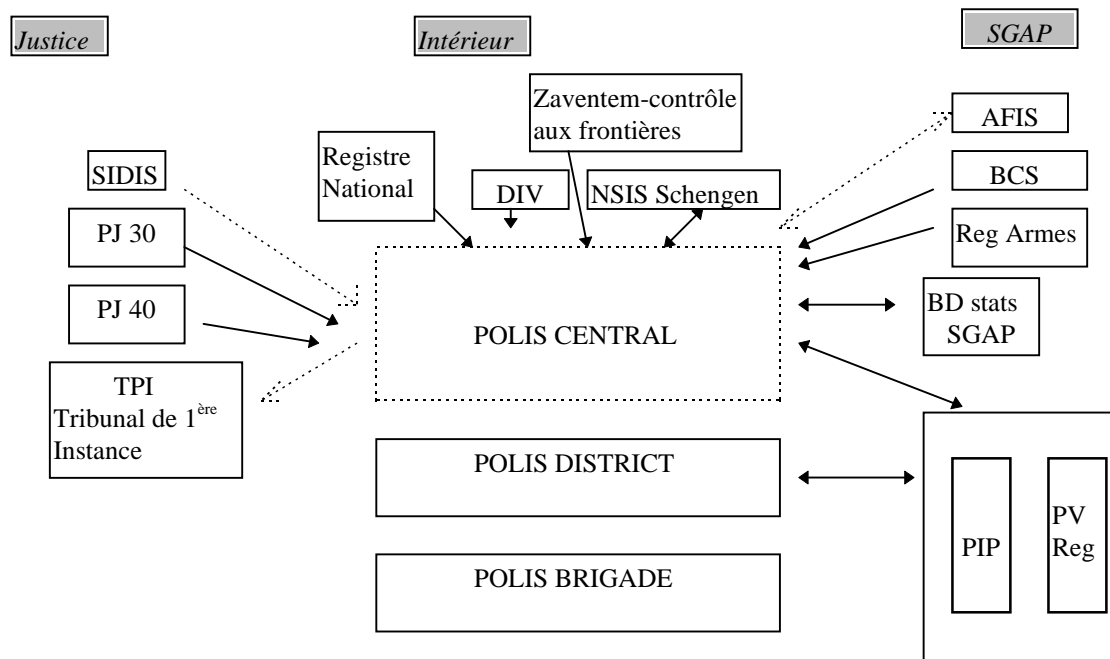 Justice
Intérieur
SGAP
Zaventem-contrôle
aux frontières
AFIS
Registre
National
SIDIS
DIV
NSIS Schengen
BCS
PJ 30
Reg Armes
PJ 40
POLIS CENTRAL
BD stats
SGAP
TPI
Tribunal de 1ère
Instance
POLIS DISTRICT
PIP
PV
Reg
POLIS BRIGADE